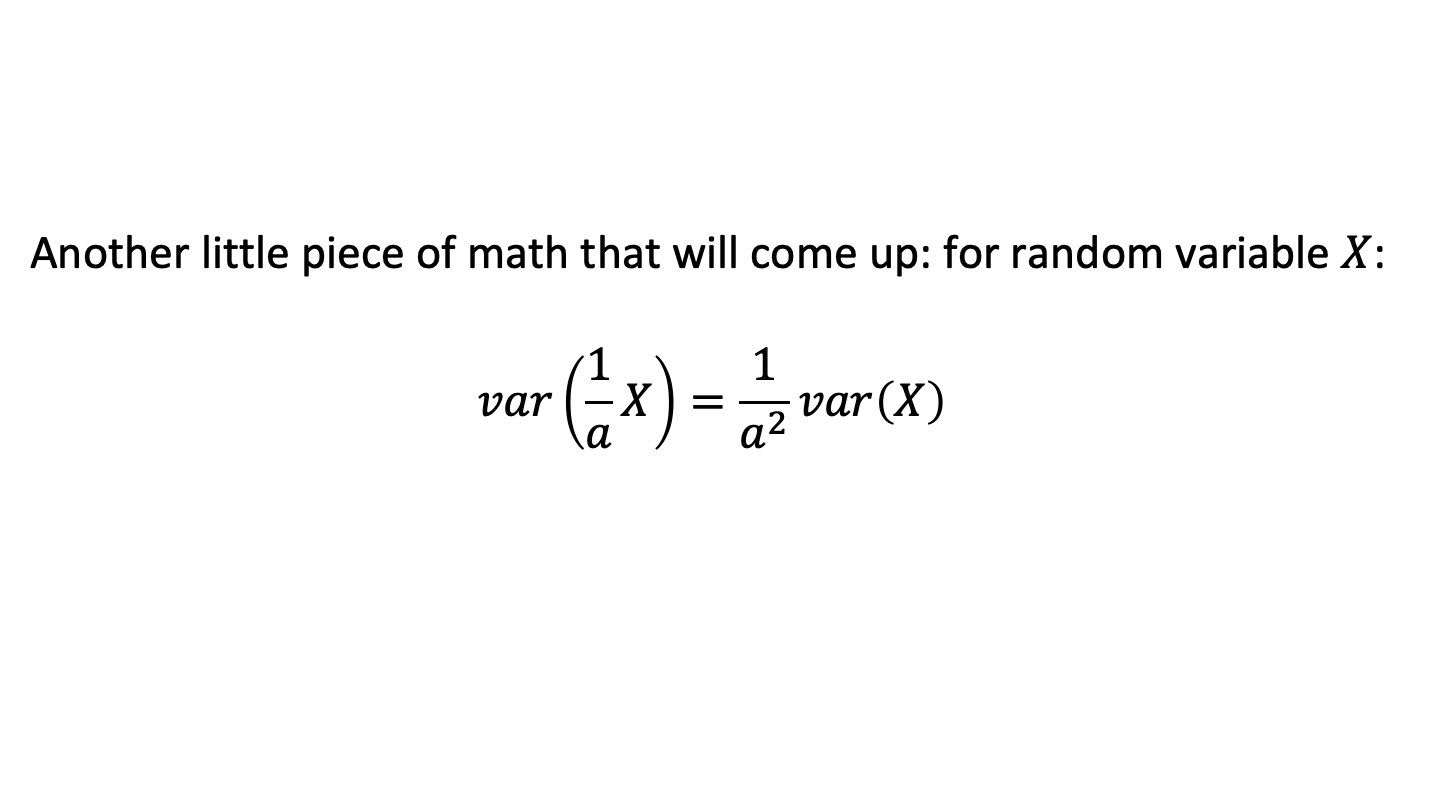 Another little piece of math that will come up: for random variable X:
var(1/a X) = 1/a² var(X)